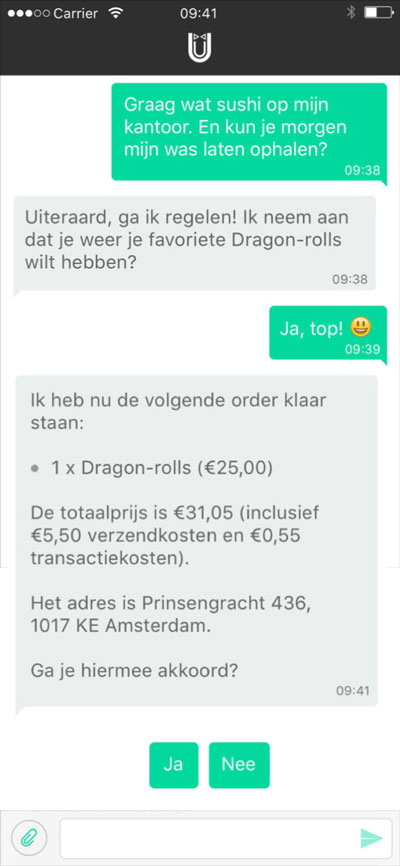 Carrier 09:41
Graag wat sushi op mijn
kantoor. En kun je morgen
mijn was laten ophalen?
09:38
Uiteraard, ga ik regelen! Ik neem aan
dat je weer je favoriete Dragon-rolls
wilt hebben?
09:38
Ja, top! 😃
09:39
Ik heb nu de volgende order klaar
staan:
• 1 x Dragon-rolls (€25,00)
De totaalprijs is €31,05 (inclusief
€5,50 verzendkosten en €0,55
transactiekosten).
Het adres is Prinsengracht 436,
1017 KE Amsterdam.
Ga je hiermee akkoord?
09:41
Ja Nee